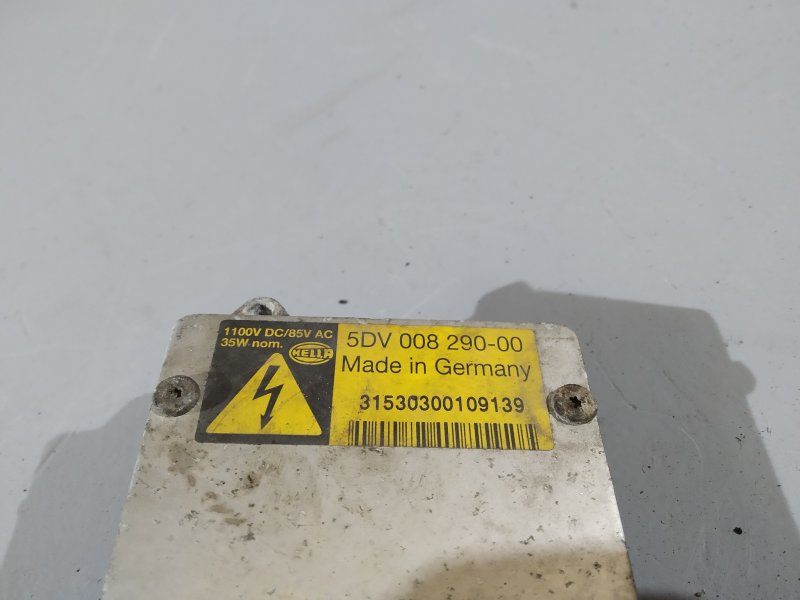 1100V DC/85V AC
35W nom.
HELLA
5DV 008 290-00
Made in Germany
31530300109139